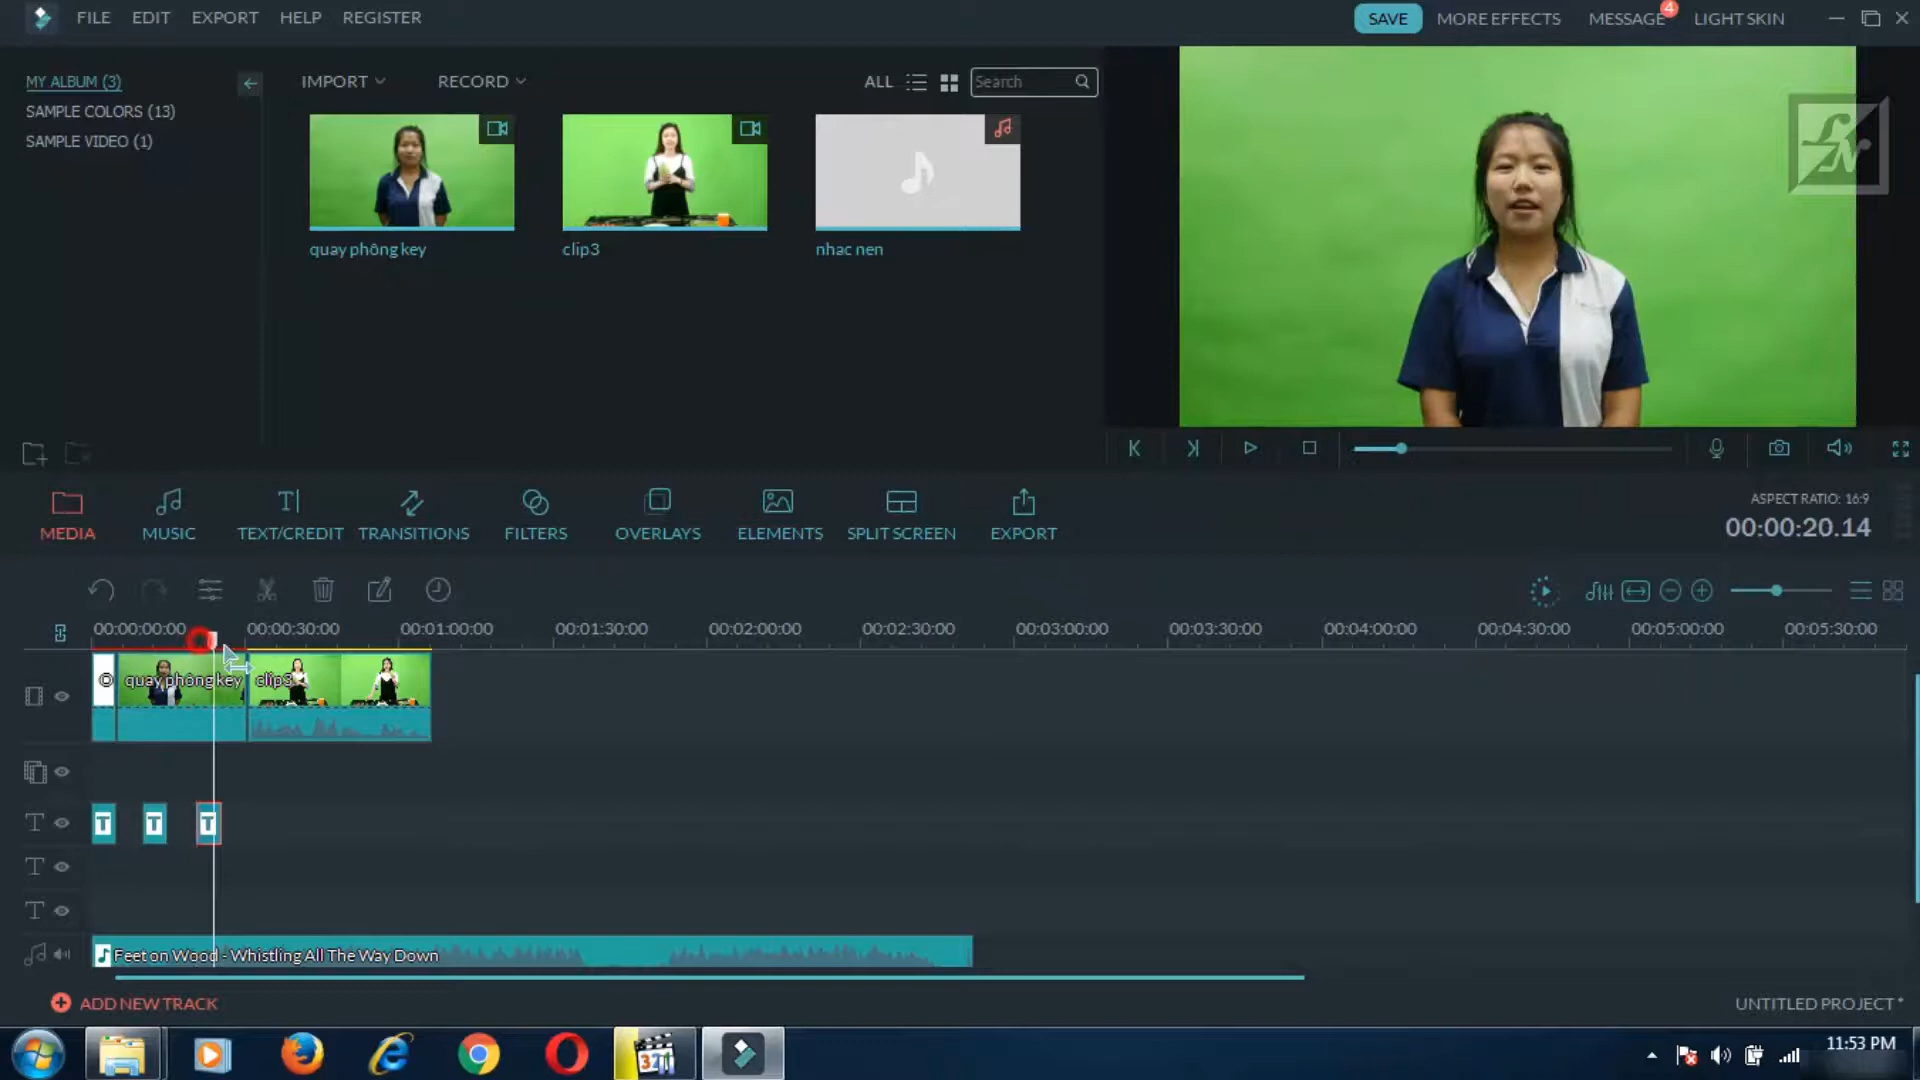 FILE EDIT EXPORT HELP REGISTER
SAVE MORE EFFECTS MESSAGE 4 LIGHT SKIN
MY ALBUM (3)
SAMPLE COLORS (13)
SAMPLE VIDEO (1)
IMPORT RECORD ALL Search
quay phông key clip3 nhac nen
MEDIA MUSIC TEXT/CREDIT TRANSITIONS FILTERS OVERLAYS ELEMENTS SPLIT SCREEN EXPORT
ASPECT RATIO: 16:9
00:00:20.14
00:00:00:00 00:00:30:00 00:01:00:00 00:01:30:00 00:02:00:00 00:02:30:00 00:03:00:00 00:03:30:00 00:04:00:00 00:04:30:00 00:05:00:00 00:05:30:00
quay phông key clip3
T T T
Feet on Wood - Whistling All The Way Down
ADD NEW TRACK
UNTITLED PROJECT *
321
11:53 PM